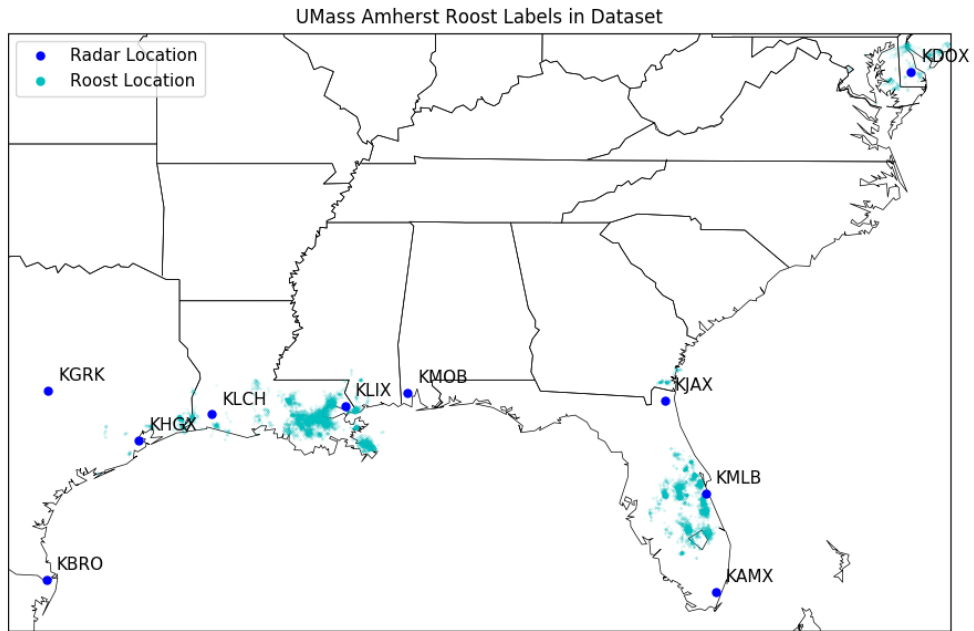 UMass Amherst Roost Labels in Dataset
Radar Location
Roost Location
KDOX
KGRK
KMOB
KJAX
KLCH
KLIX
KHGX
KMLB
KBRO
KAMX